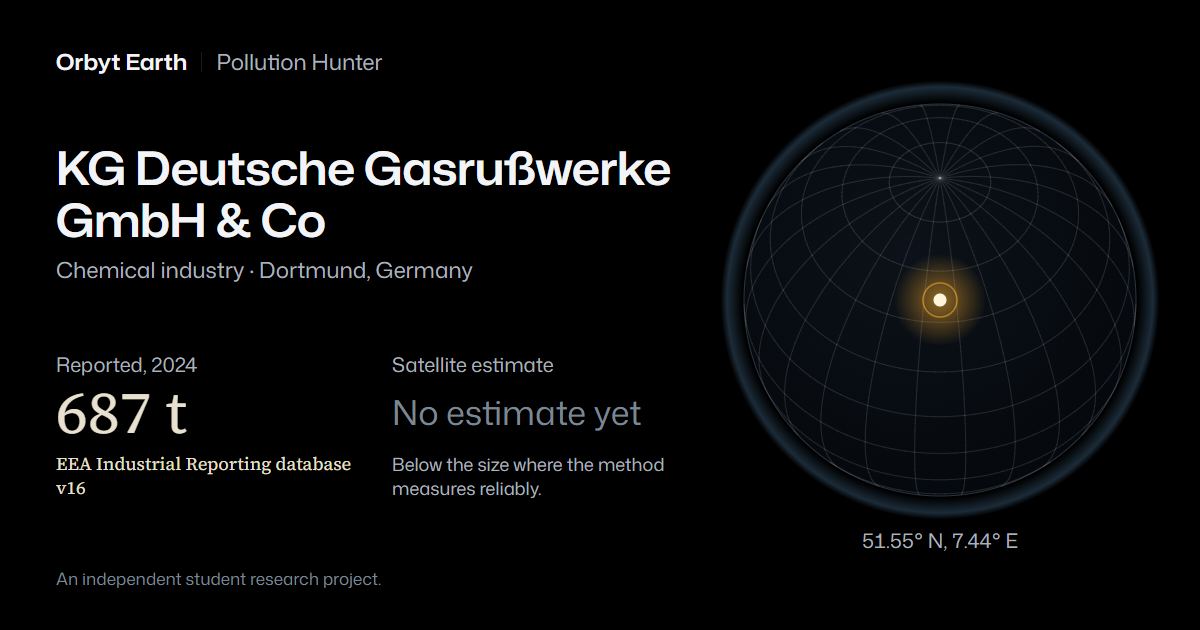 Orbyt Earth | Pollution Hunter
KG Deutsche Gasrußwerke
GmbH & Co
Chemical industry · Dortmund, Germany
Reported, 2024
687 t
EEA Industrial Reporting database
v16
Satellite estimate
No estimate yet
Below the size where the method
measures reliably.
51.55° N, 7.44° E
An independent student research project.